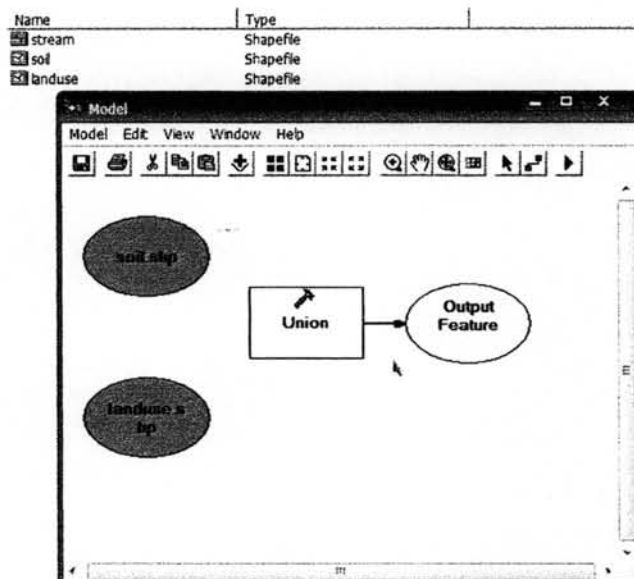 Name Type
stream Shapefile
soil Shapefile
landuse Shapefile
Model
Model Edit View Window Help
soil.shp
Union
Output
Feature
landuse.s
hp